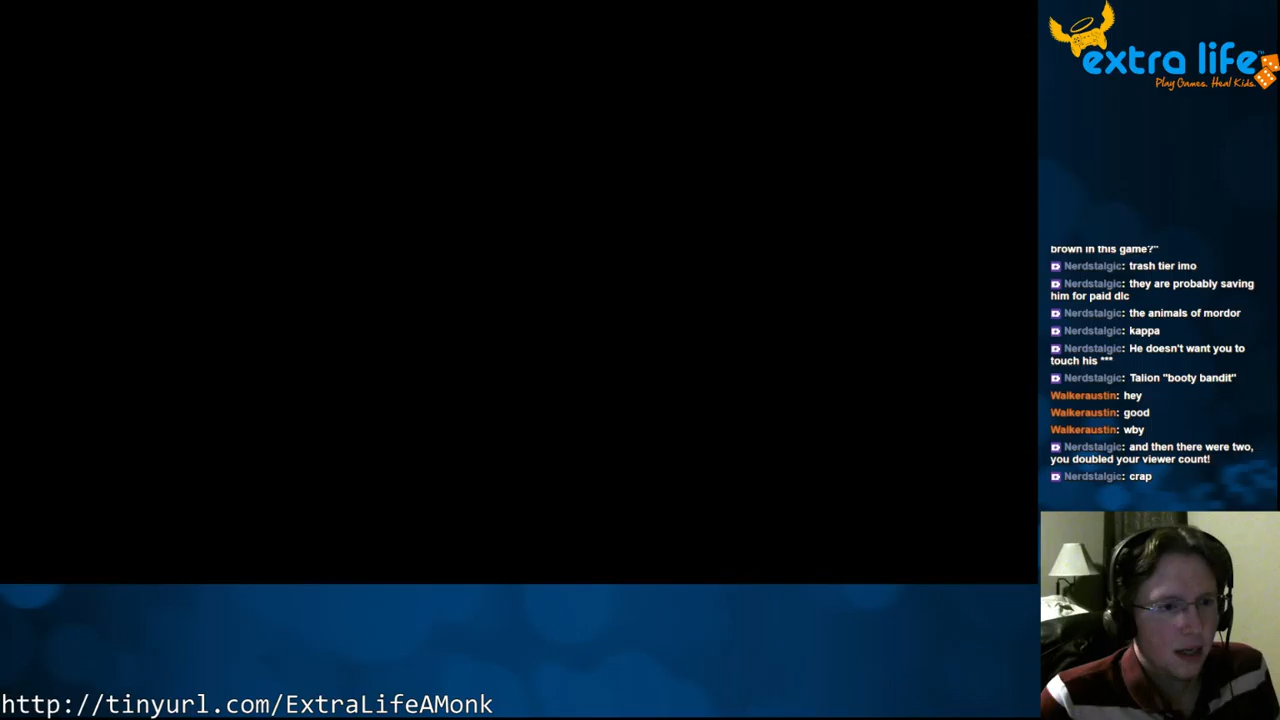 extra life
Play Games. Heal Kids.
brown in this game?"
Nerdstalgic: trash tier imo
Nerdstalgic: they are probably saving
him for paid dlc
Nerdstalgic: the animals of mordor
Nerdstalgic: kappa
Nerdstalgic: He doesn't want you to
touch his ***
Nerdstalgic: Talion "booty bandit"
Walkeraustin: hey
Walkeraustin: good
Walkeraustin: wby
Nerdstalgic: and then there were two,
you doubled your viewer count!
Nerdstalgic: crap
http://tinyurl.com/ExtraLifeAMonk